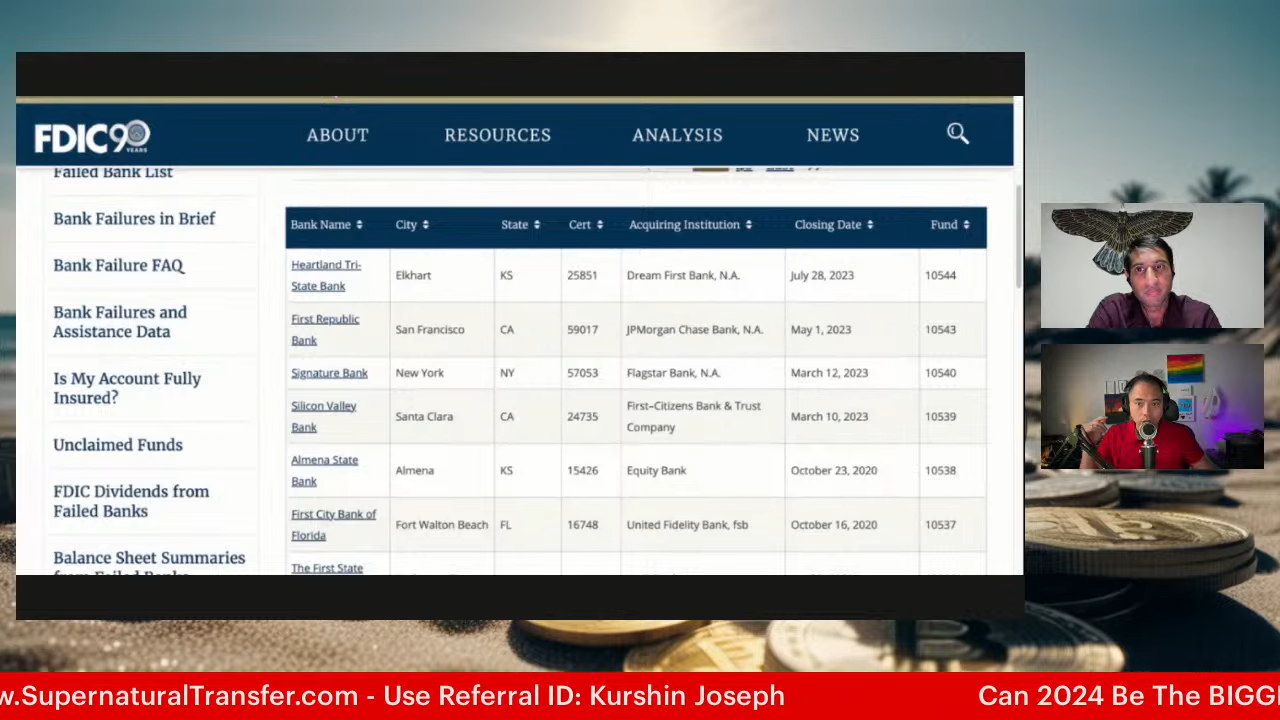 FDIC90
YEARS
ABOUT
RESOURCES
ANALYSIS
NEWS
Failed Bank List
Bank Failures in Brief
Bank Failure FAQ
Bank Failures and
Assistance Data
Is My Account Fully
Insured?
Unclaimed Funds
FDIC Dividends from
Failed Banks
Balance Sheet Summaries
from Failed Banks
Bank Name City State Cert Acquiring Institution Closing Date Fund
Heartland Tri-
State Bank
Elkhart KS 25851 Dream First Bank, N.A. July 28, 2023 10544
First Republic
Bank
San Francisco CA 59017 JPMorgan Chase Bank, N.A. May 1, 2023 10543
Signature Bank New York NY 57053 Flagstar Bank, N.A. March 12, 2023 10540
Silicon Valley
Bank
Santa Clara CA 24735
First–Citizens Bank & Trust
Company
March 10, 2023 10539
Almena State
Bank
Almena KS 15426 Equity Bank October 23, 2020 10538
First City Bank of
Florida
Fort Walton Beach FL 16748 United Fidelity Bank, fsb October 16, 2020 10537
The First State
w.SupernaturalTransfer.com - Use Referral ID: Kurshin Joseph
Can 2024 Be The BIGG